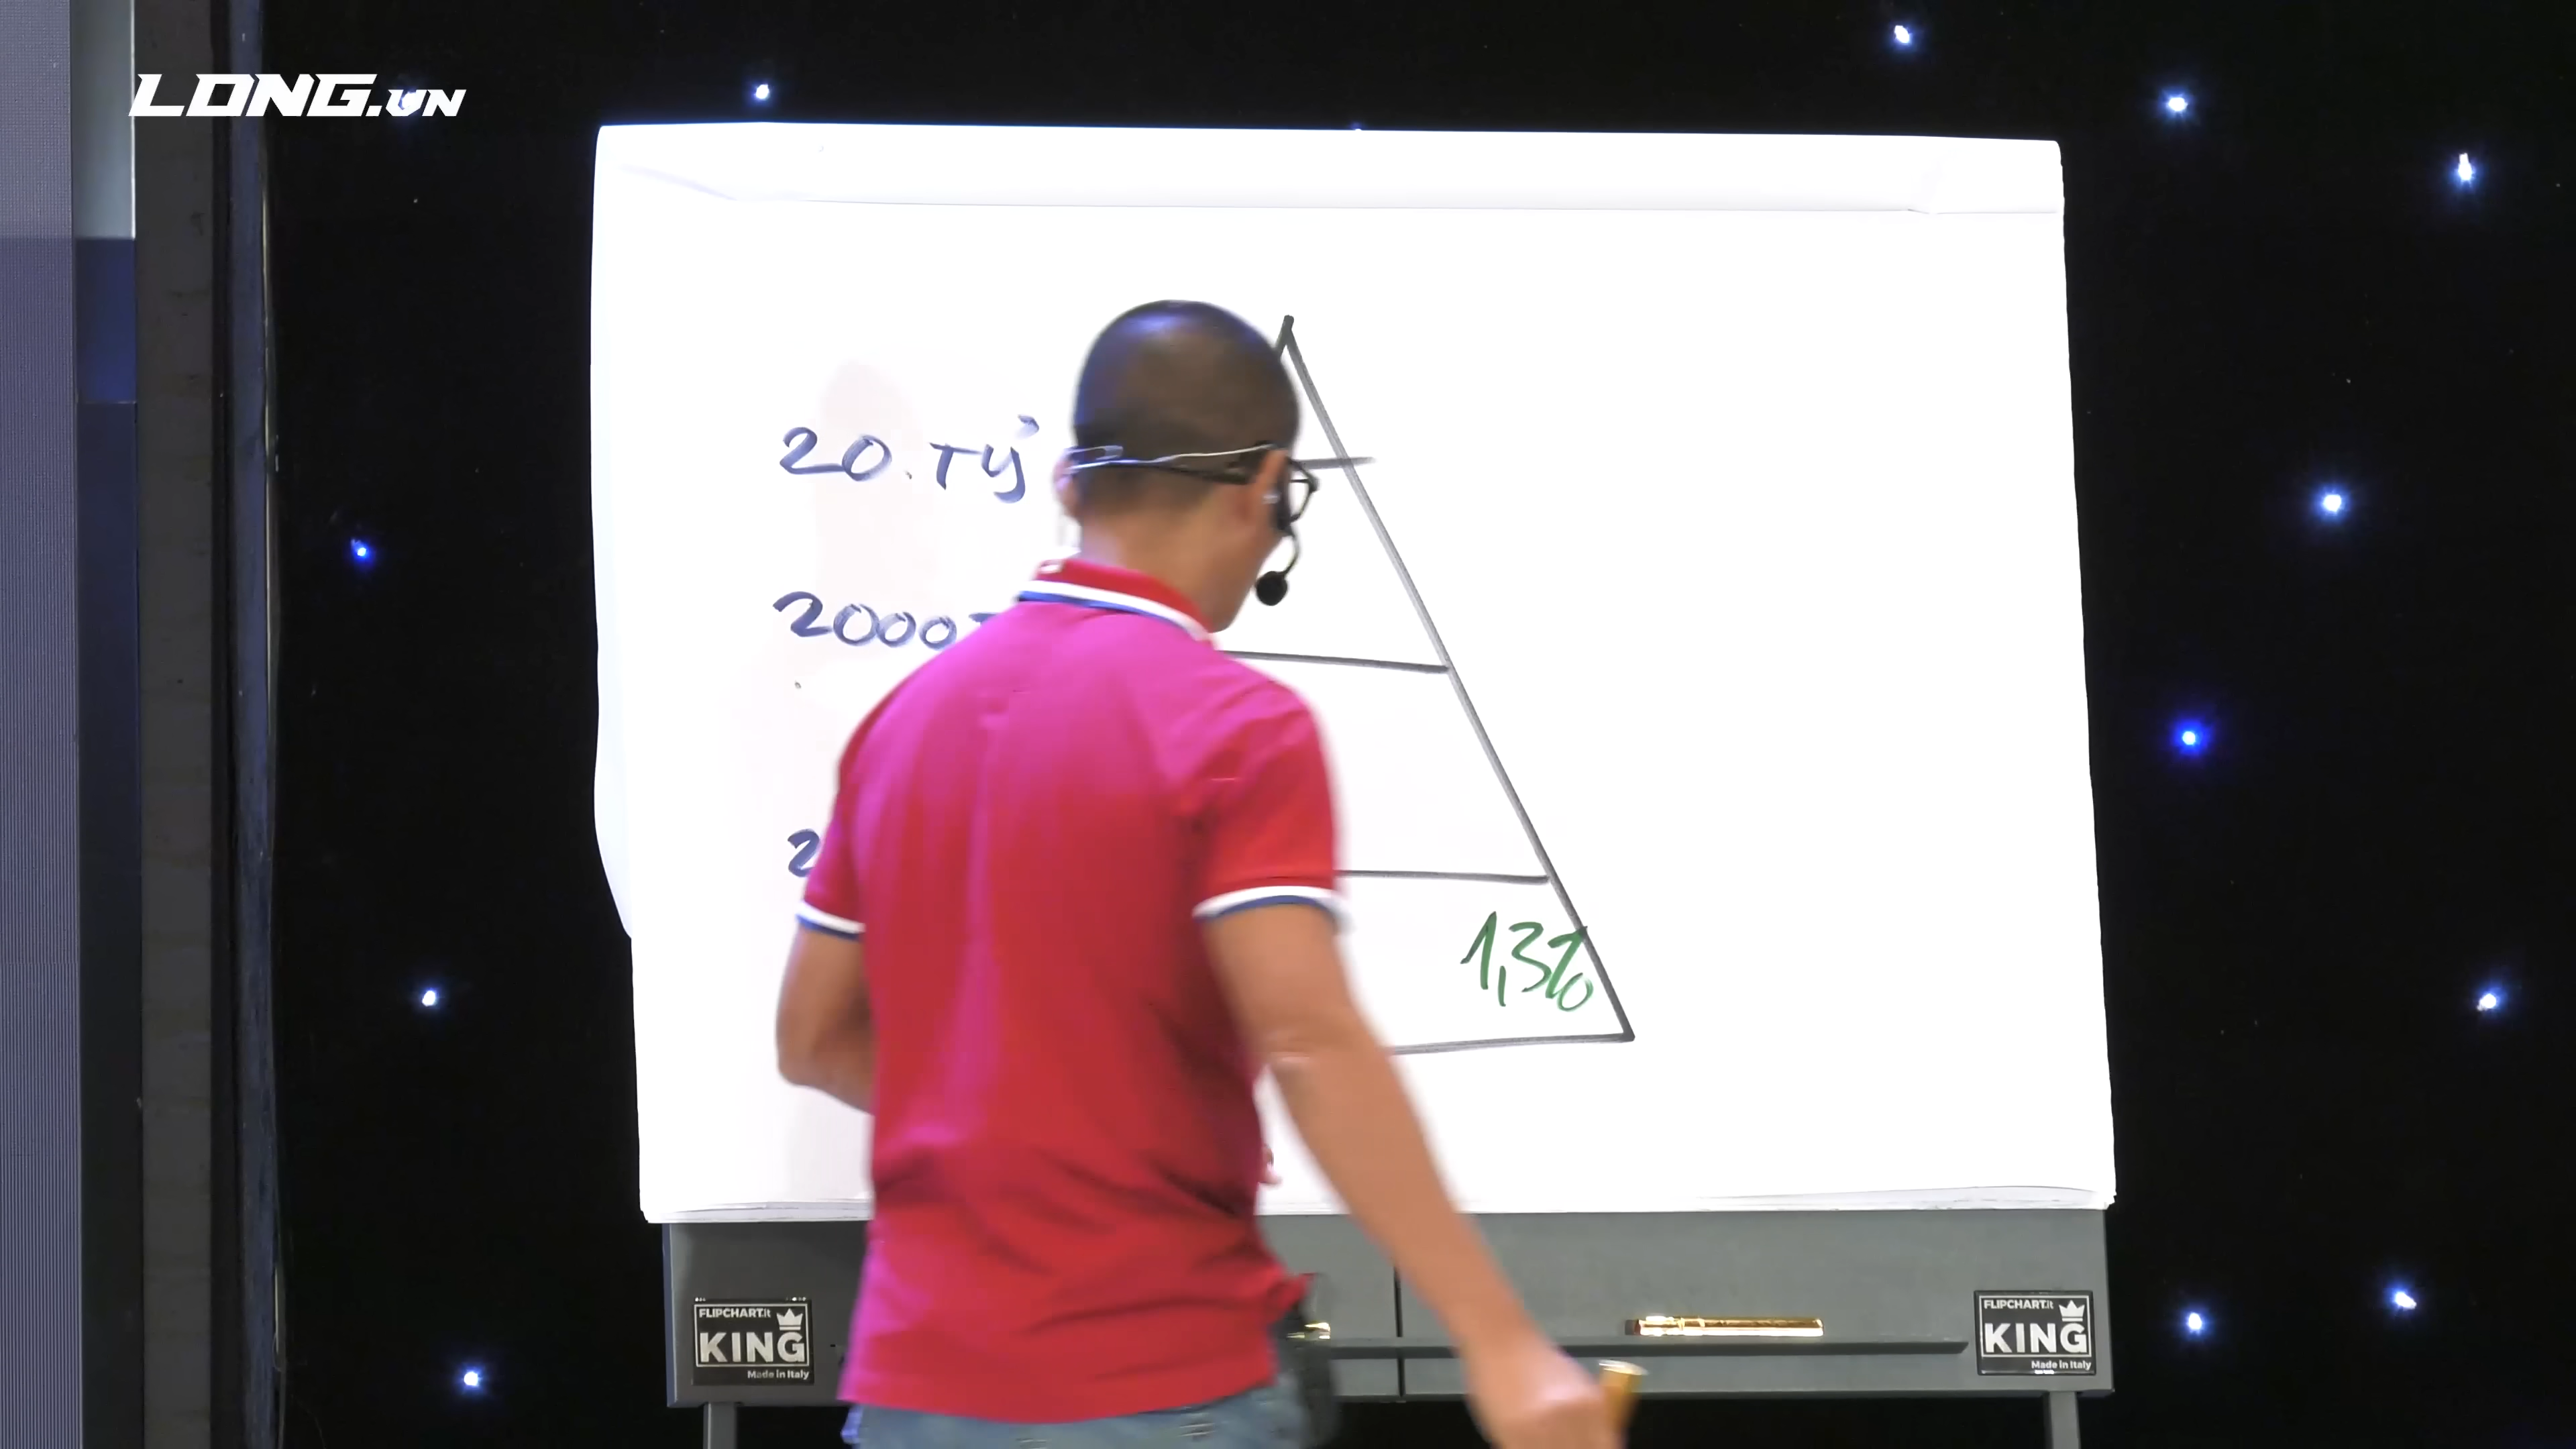 LONG.VN
20.TỶ
2000
2
1,3%
FLIPCHART.it
KING
Made in Italy
FLIPCHART.it
KING
Made in Italy